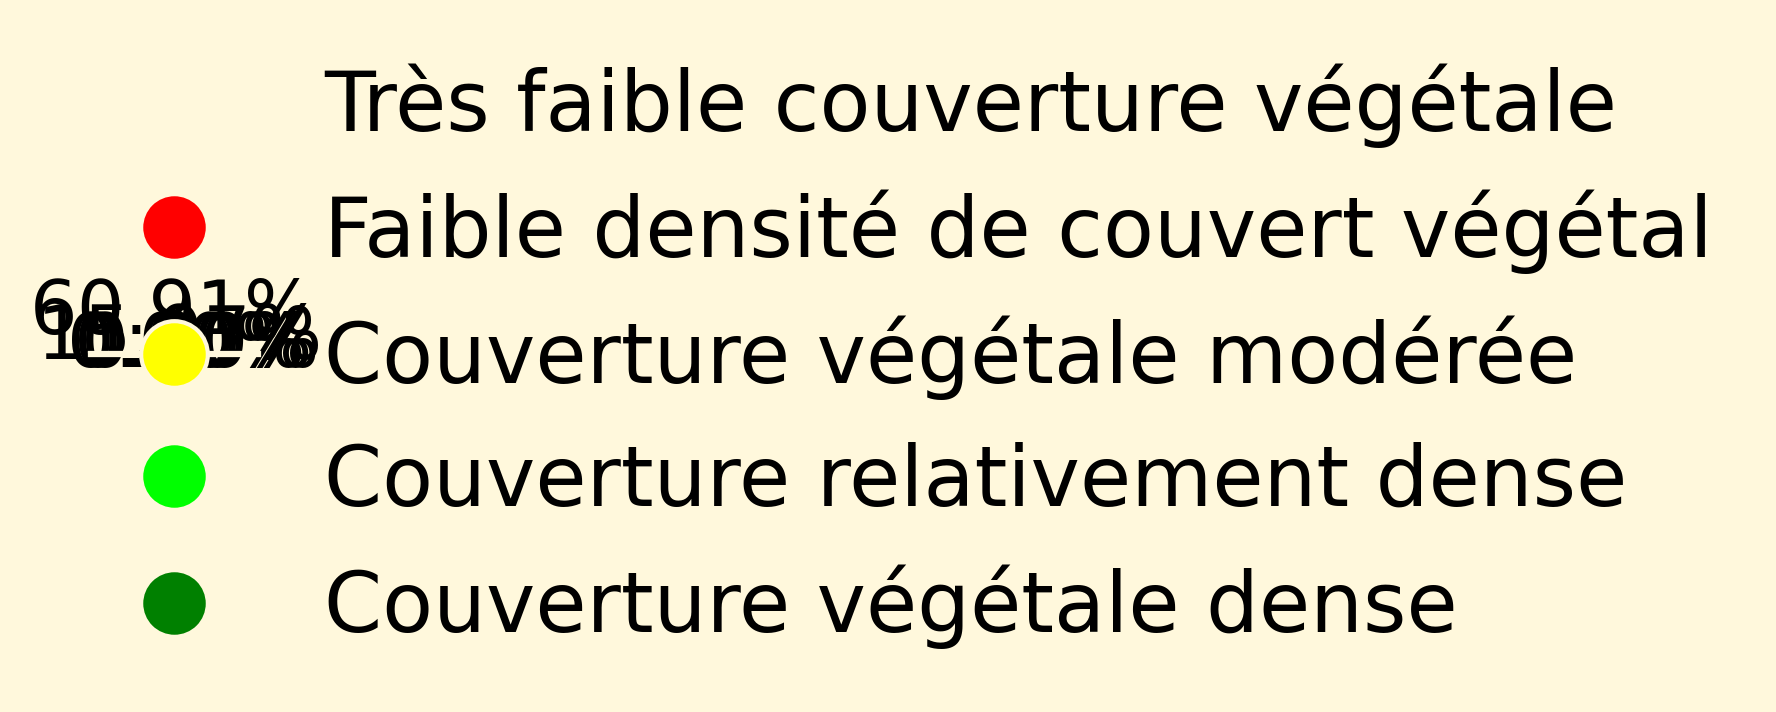 Très faible couverture végétale
Faible densité de couvert végétal
60.91%
Couverture végétale modérée
Couverture relativement dense
Couverture végétale dense